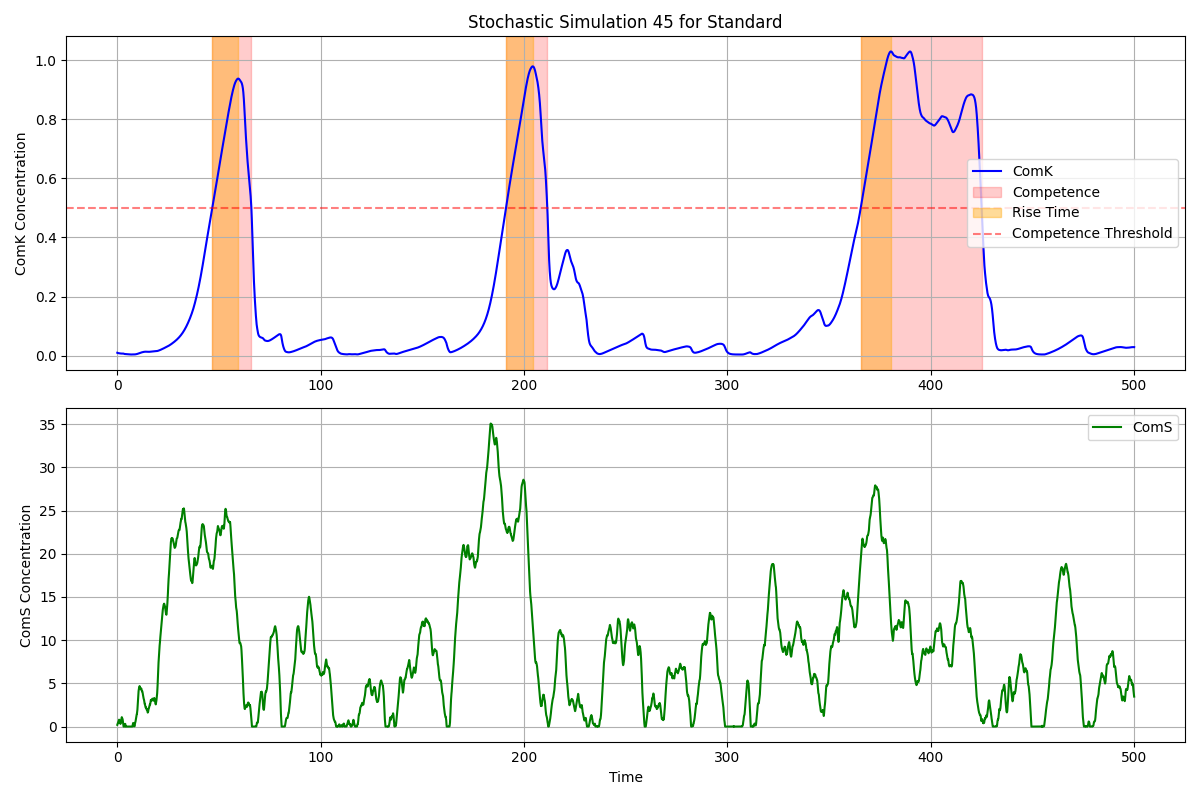 Stochastic Simulation 45 for Standard
ComK Concentration
1.0
0.8
0.6
0.4
0.2
0.0
ComK
Competence
Rise Time
Competence Threshold
0 100 200 300 400 500
ComS Concentration
35
30
25
20
15
10
5
0
ComS
0 100 200 300 400 500
Time